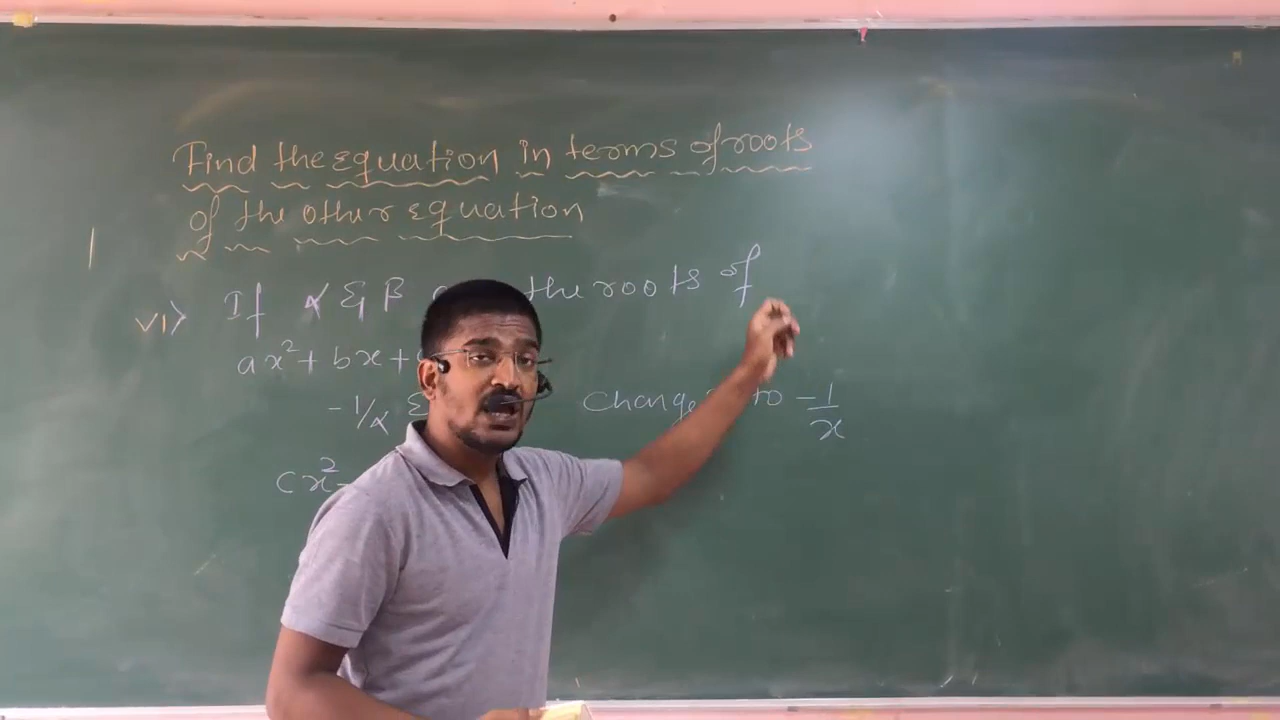 Find the Equation in terms of roots
of the other Equation
vi> If α & β the roots of
ax² + bx +
-1/α & Change to -1/x
cx² -